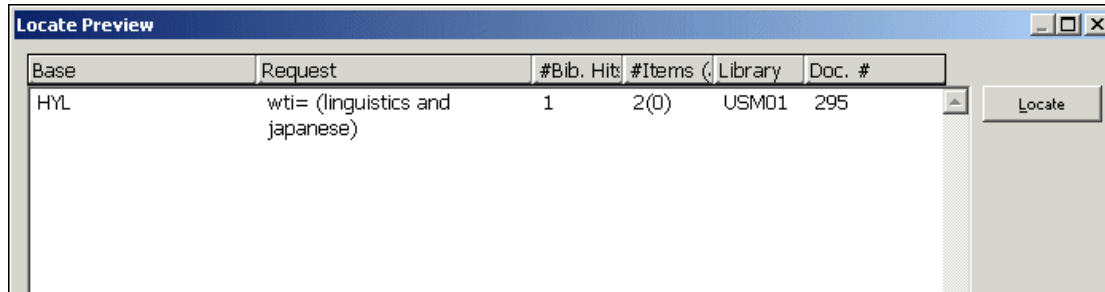 Locate Preview
Base Request #Bib. Hits #Items ( Library Doc. #
HYL wti= (linguistics and 1 2(0) USM01 295
japanese)
Locate